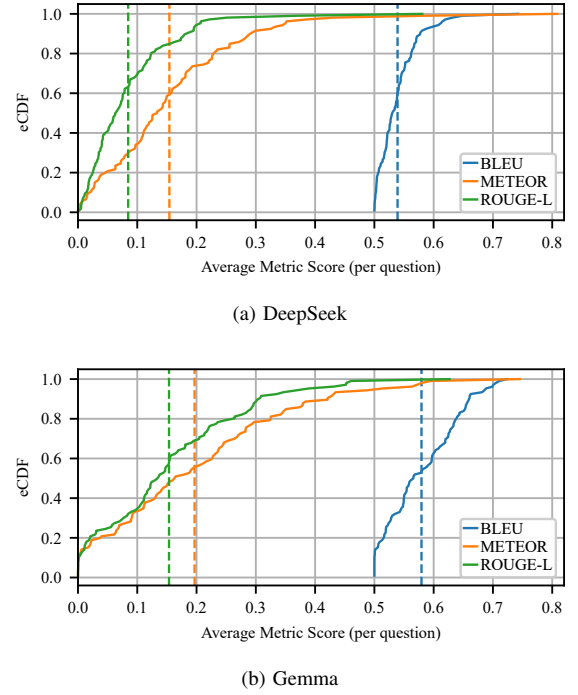 1.0
0.8
0.6
0.4
0.2
0.0
eCDF
BLEU
METEOR
ROUGE-L
0.0 0.1 0.2 0.3 0.4 0.5 0.6 0.7 0.8
Average Metric Score (per question)
(a) DeepSeek
1.0
0.8
0.6
0.4
0.2
0.0
eCDF
BLEU
METEOR
ROUGE-L
0.0 0.1 0.2 0.3 0.4 0.5 0.6 0.7 0.8
Average Metric Score (per question)
(b) Gemma